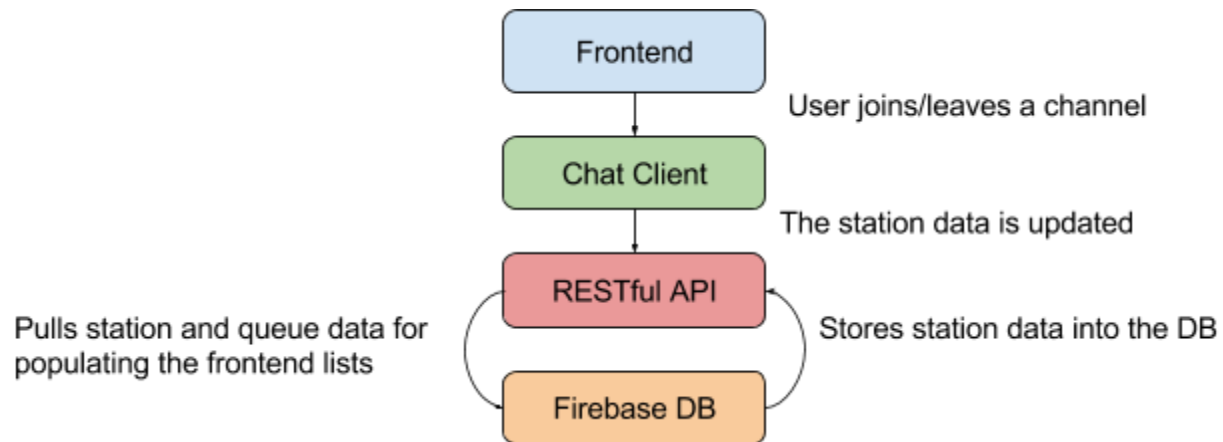 Frontend
User joins/leaves a channel
Chat Client
The station data is updated
RESTful API
Pulls station and queue data for
populating the frontend lists
Stores station data into the DB
Firebase DB